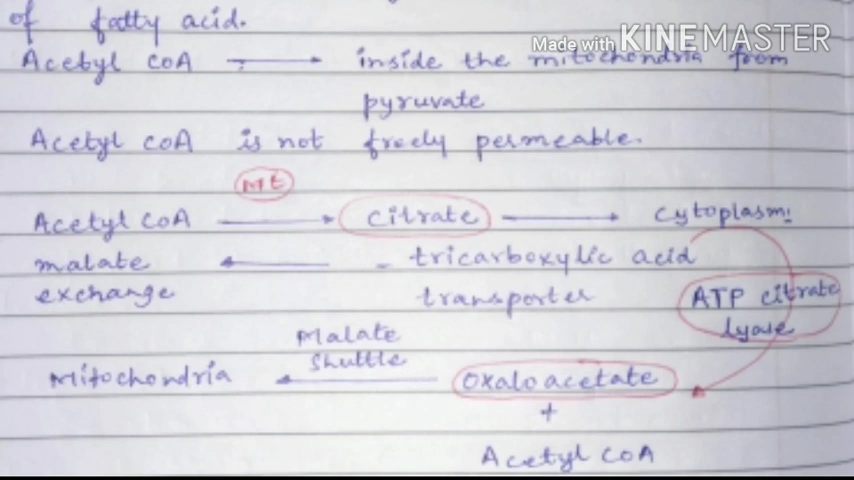 of fatty acid.
Made with KINEMASTER
Acetyl CoA → inside the mitochondria from
pyruvate
Acetyl CoA is not freely permeable.
Mt
Acetyl CoA → Citrate → Cytoplasm
malate ← - tricarboxylic acid
exchange transporter
ATP citrate
lyase
Malate
Shuttle
Mitochondria ← Oxaloacetate
+
Acetyl CoA